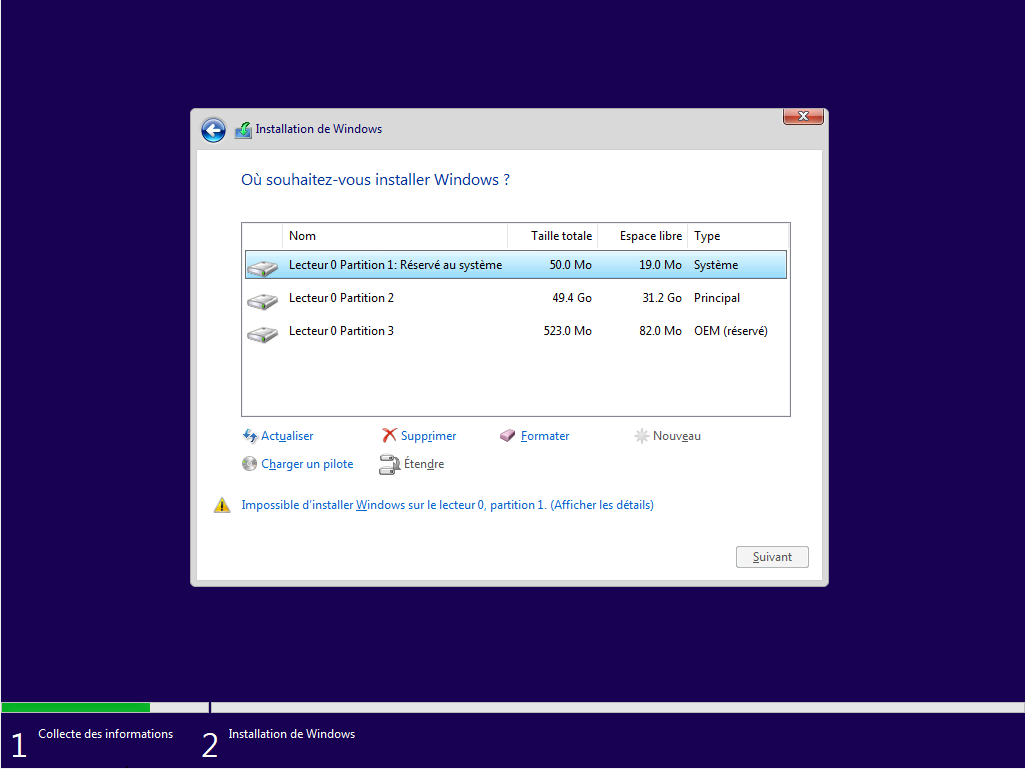 Installation de Windows
Où souhaitez-vous installer Windows ?
Nom Taille totale Espace libre Type
Lecteur 0 Partition 1: Réservé au système 50.0 Mo 19.0 Mo Système
Lecteur 0 Partition 2 49.4 Go 31.2 Go Principal
Lecteur 0 Partition 3 523.0 Mo 82.0 Mo OEM (réservé)
Actualiser Supprimer Formater Nouveau
Charger un pilote Étendre
Impossible d'installer Windows sur le lecteur 0, partition 1. (Afficher les détails)
Suivant
1 Collecte des informations 2 Installation de Windows